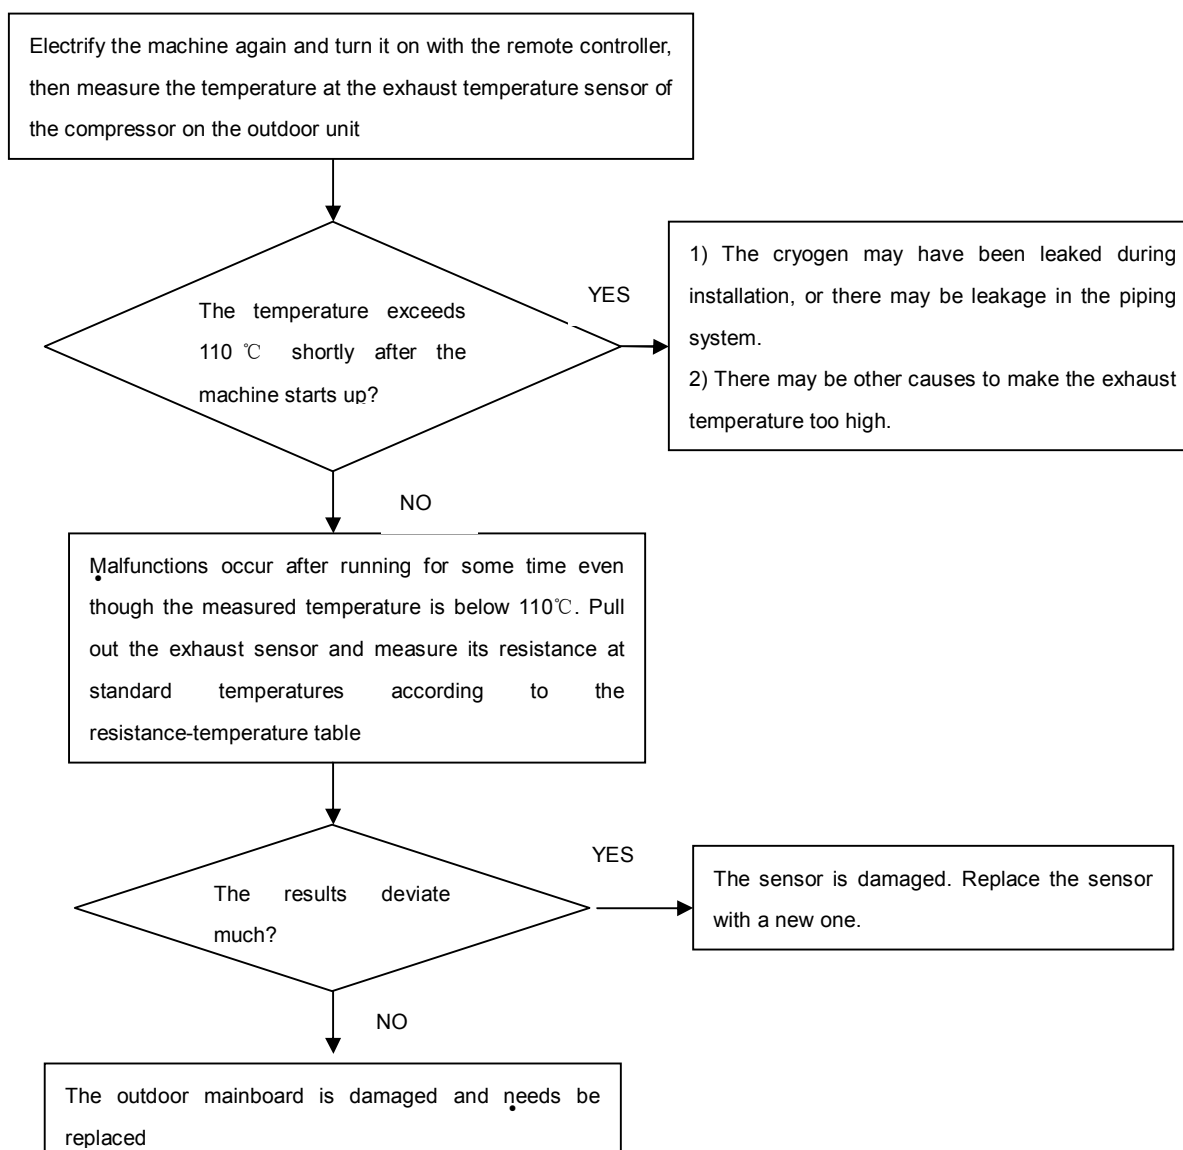 Electrify the machine again and turn it on with the remote controller,
then measure the temperature at the exhaust temperature sensor of
the compressor on the outdoor unit
The temperature exceeds
110 ℃ shortly after the
machine starts up?
YES
1) The cryogen may have been leaked during
installation, or there may be leakage in the piping
system.
2) There may be other causes to make the exhaust
temperature too high.
NO
Malfunctions occur after running for some time even
though the measured temperature is below 110℃. Pull
out the exhaust sensor and measure its resistance at
standard temperatures according to the
resistance-temperature table
The results deviate
much?
YES
The sensor is damaged. Replace the sensor
with a new one.
NO
The outdoor mainboard is damaged and needs be
replaced